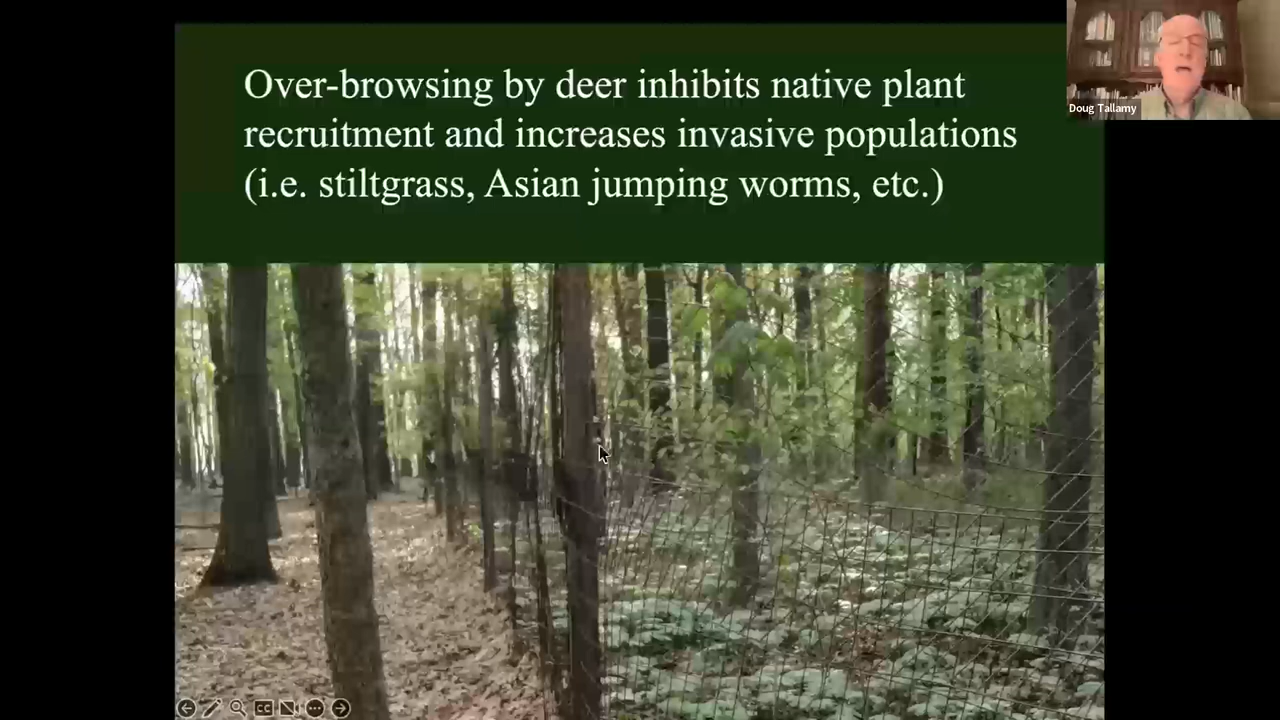 Over-browsing by deer inhibits native plant
recruitment and increases invasive populations
(i.e. stiltgrass, Asian jumping worms, etc.)
Doug Tallamy
CC